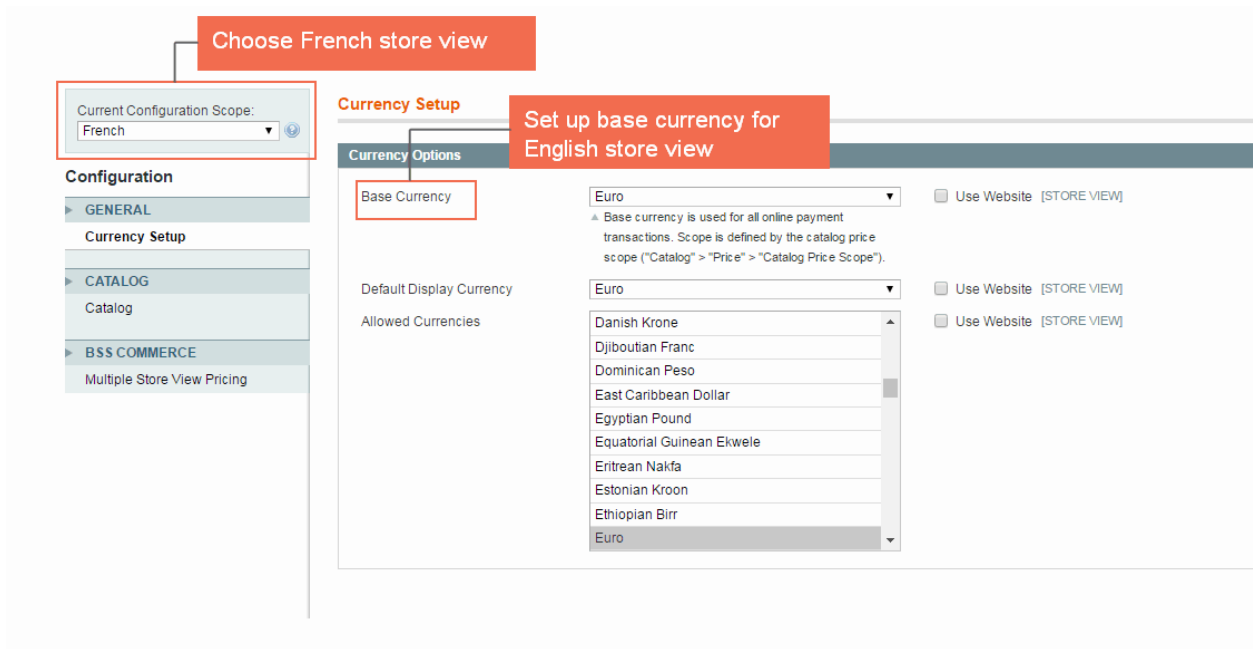 Choose French store view
Current Configuration Scope:
French
Configuration
GENERAL
Currency Setup
CATALOG
Catalog
BSS COMMERCE
Multiple Store View Pricing
Currency Setup
Set up base currency for
English store view
Currency Options
Base Currency
Euro
Use Website [STORE VIEW]
Base currency is used for all online payment
transactions. Scope is defined by the catalog price
scope ("Catalog" > "Price" > "Catalog Price Scope").
Default Display Currency
Euro
Use Website [STORE VIEW]
Allowed Currencies
Danish Krone
Use Website [STORE VIEW]
Djiboutian Franc
Dominican Peso
East Caribbean Dollar
Egyptian Pound
Equatorial Guinean Ekwele
Eritrean Nakfa
Estonian Kroon
Ethiopian Birr
Euro